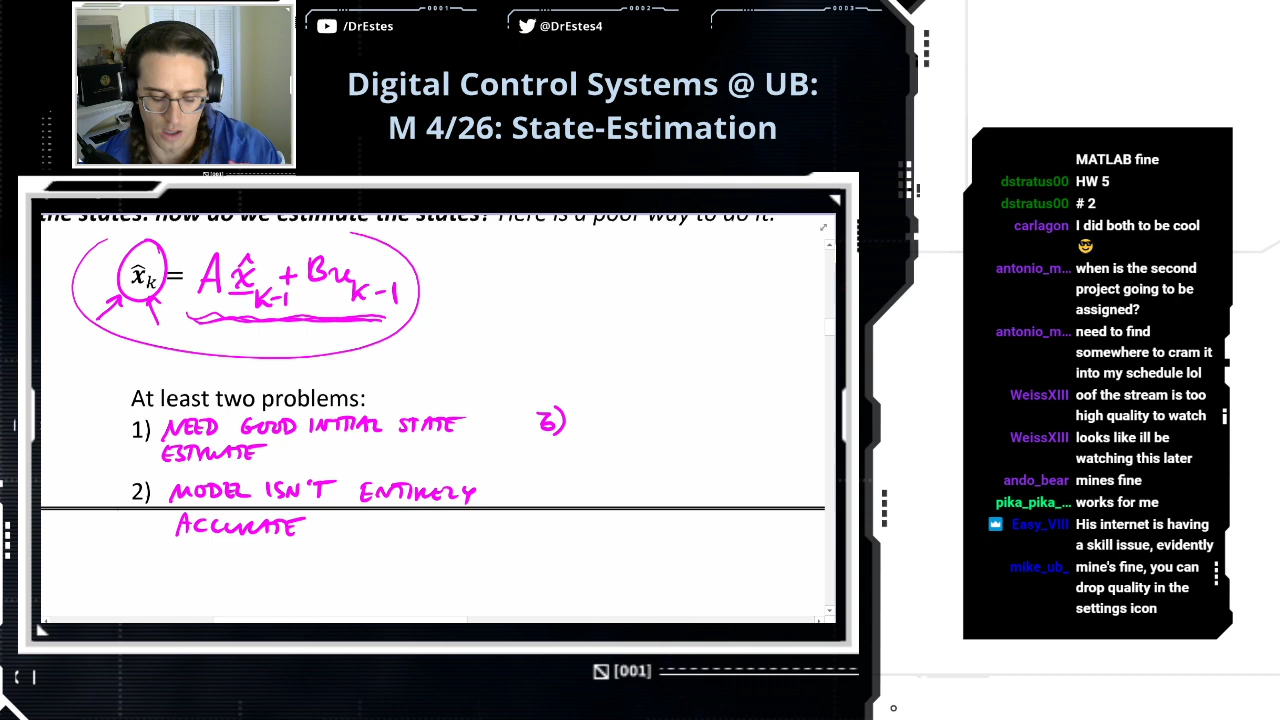 0001
0002
0003
/DrEstes
@DrEstes4
Digital Control Systems @ UB:
M 4/26: State-Estimation
[001]
the states. How do we estimate the states? Here is a poor way to do it.
x̂ₖ = A x̂ K-1 + Bu K-1
At least two problems:
1) NEED GOOD INITIAL STATE
ESTIMATE
3)
2) MODEL ISN'T ENTIRELY
ACCURATE
[001]
MATLAB fine
dstratus00 HW 5
dstratus00 # 2
carlagon I did both to be cool
😎
antonio_m... when is the second
project going to be
assigned?
antonio_m... need to find
somewhere to cram it
into my schedule lol
WeissXIII oof the stream is too
high quality to watch
WeissXIII looks like ill be
watching this later
ando_bear mines fine
pika_pika_... works for me
Easy_VIII His internet is having
a skill issue, evidently
mike_ub_ mine's fine, you can
drop quality in the
settings icon